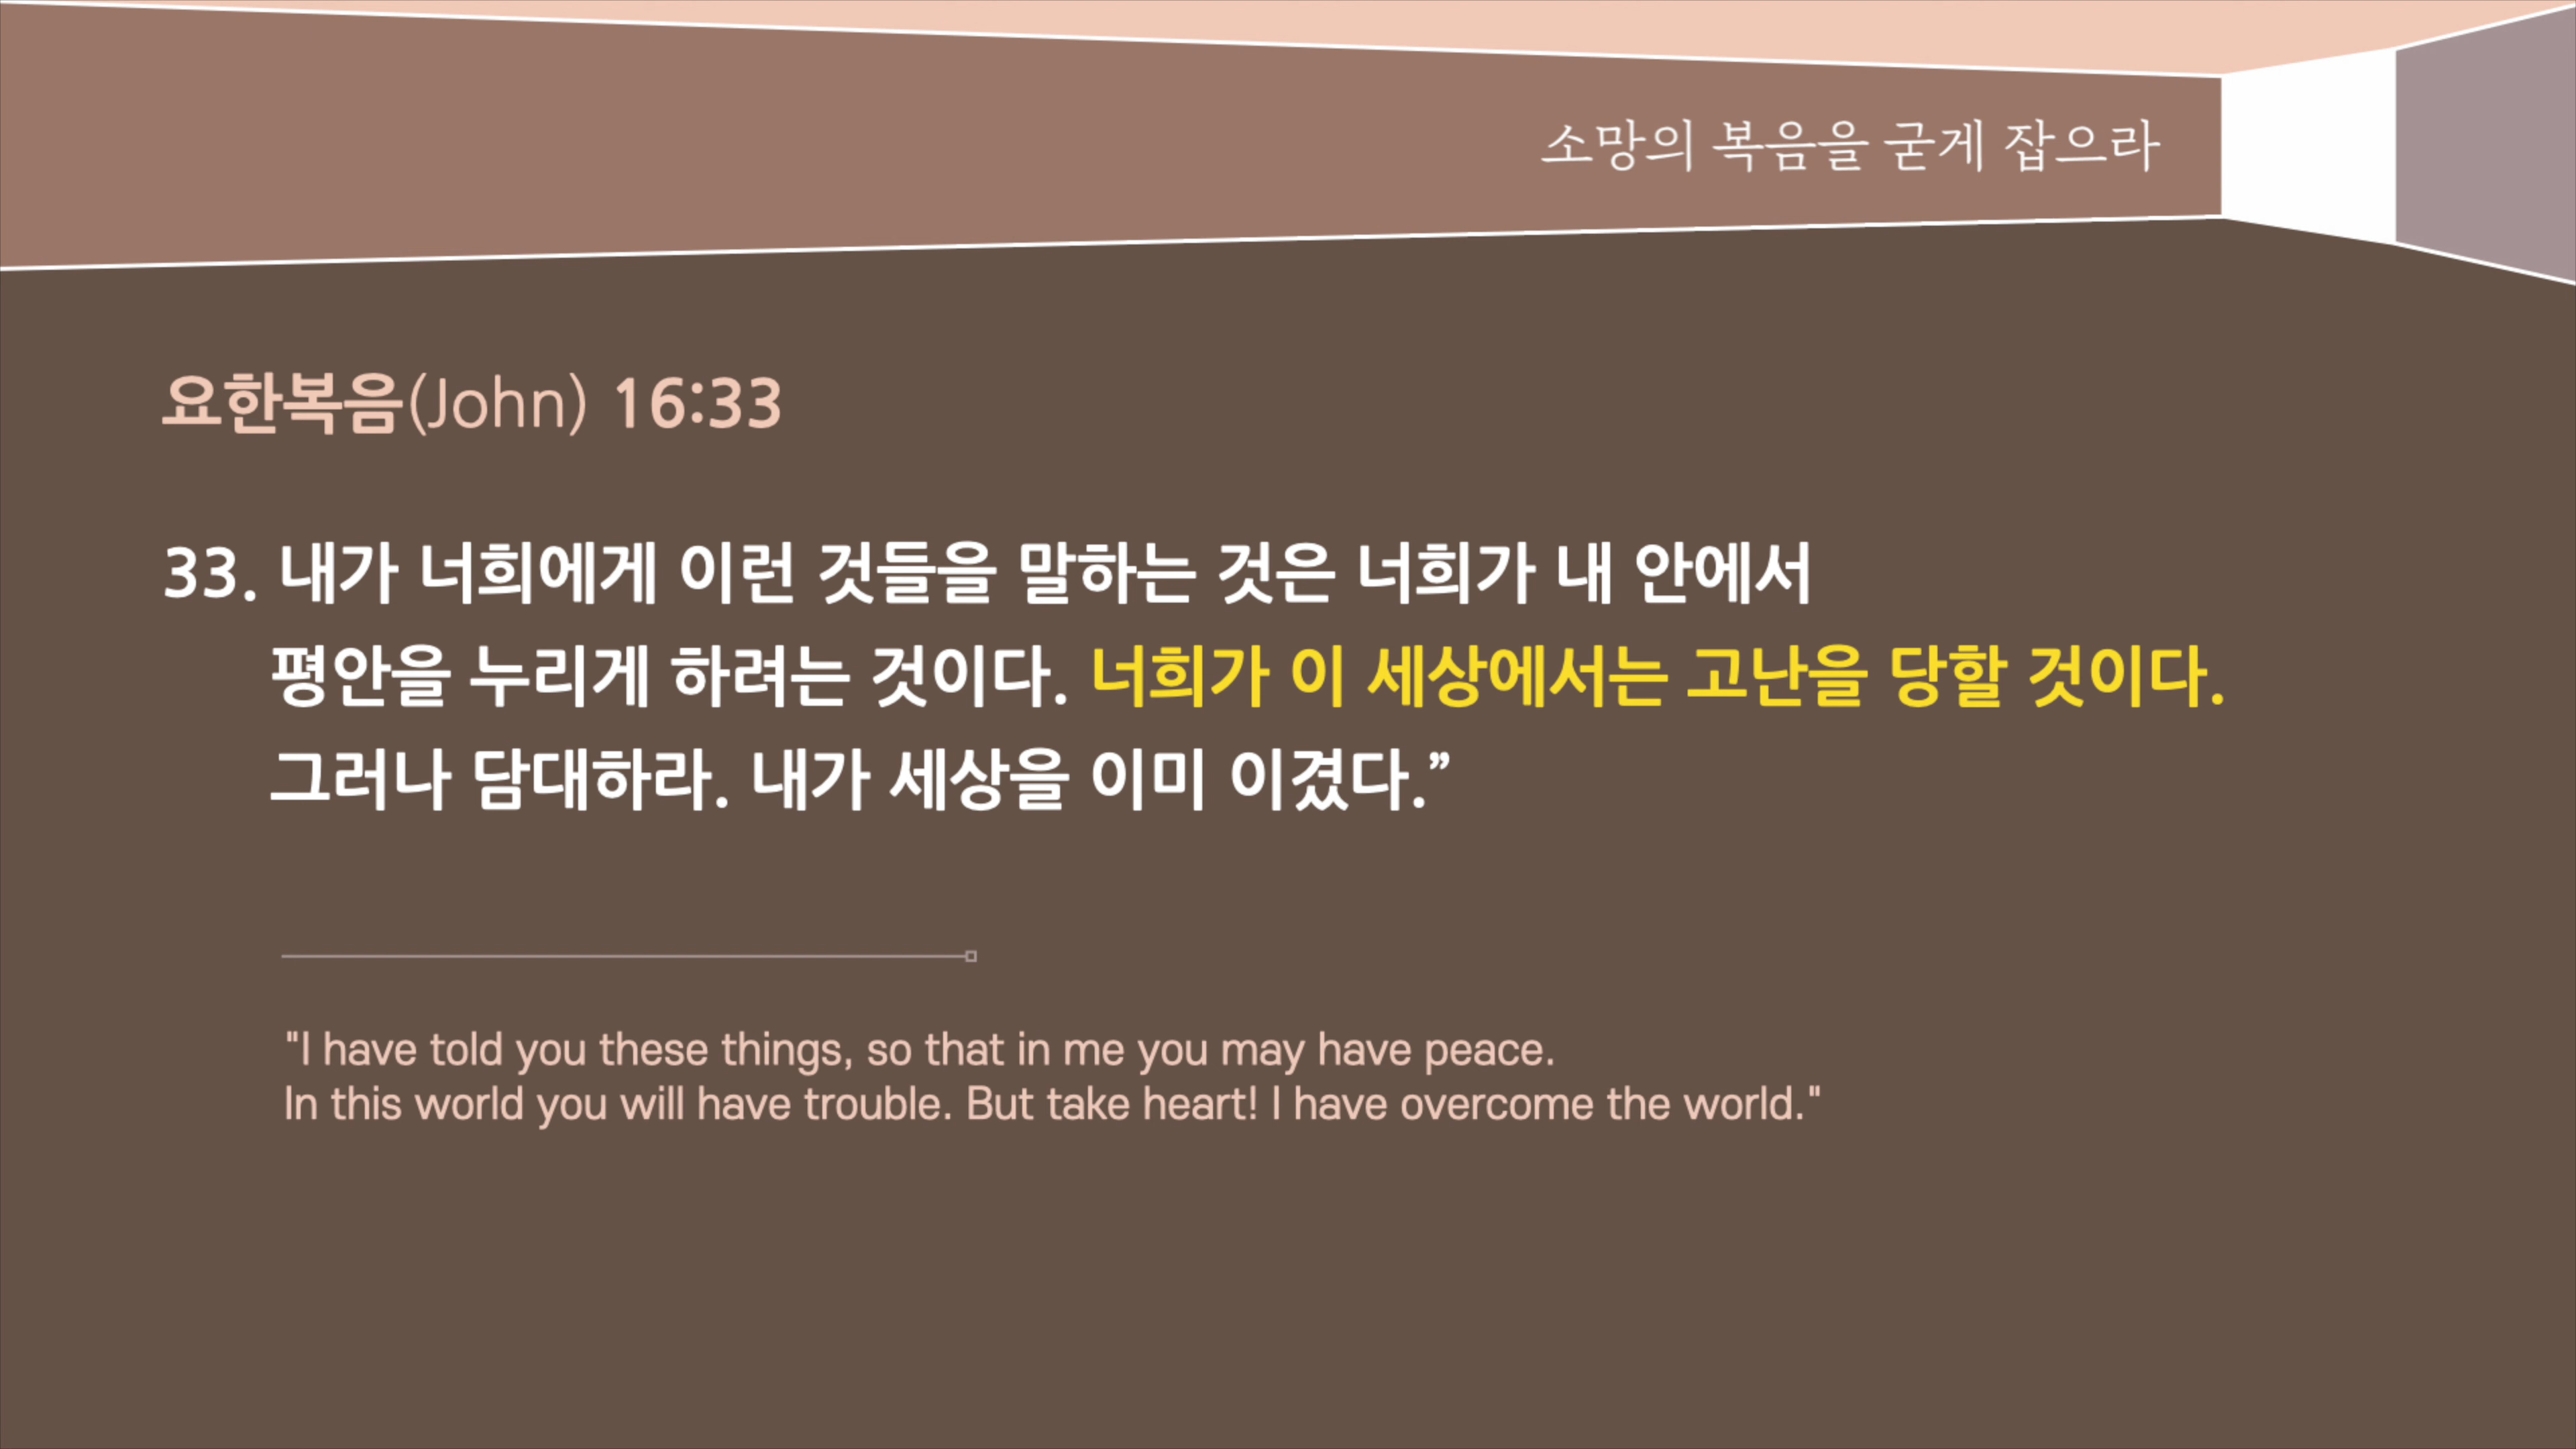 소망의 복음을 굳게 잡으라
요한복음(John) 16:33
33. 내가 너희에게 이런 것들을 말하는 것은 너희가 내 안에서
평안을 누리게 하려는 것이다. 너희가 이 세상에서는 고난을 당할 것이다.
그러나 담대하라. 내가 세상을 이미 이겼다.”
"I have told you these things, so that in me you may have peace.
In this world you will have trouble. But take heart! I have overcome the world."